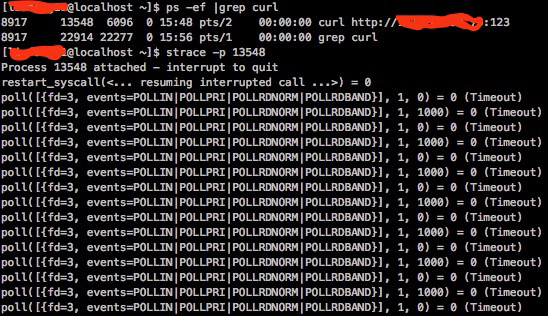 [l @localhost ~]$ ps -ef |grep curl
8917 13548 6096 0 15:48 pts/2 00:00:00 curl http:// :123
8917 22914 22277 0 15:56 pts/1 00:00:00 grep curl
[l @localhost ~]$ strace -p 13548
Process 13548 attached - interrupt to quit
restart_syscall(<... resuming interrupted call ...>) = 0
poll([{fd=3, events=POLLIN|POLLPRI|POLLRDNORM|POLLRDBAND}], 1, 0) = 0 (Timeout)
poll([{fd=3, events=POLLIN|POLLPRI|POLLRDNORM|POLLRDBAND}], 1, 1000) = 0 (Timeout)
poll([{fd=3, events=POLLIN|POLLPRI|POLLRDNORM|POLLRDBAND}], 1, 0) = 0 (Timeout)
poll([{fd=3, events=POLLIN|POLLPRI|POLLRDNORM|POLLRDBAND}], 1, 1000) = 0 (Timeout)
poll([{fd=3, events=POLLIN|POLLPRI|POLLRDNORM|POLLRDBAND}], 1, 0) = 0 (Timeout)
poll([{fd=3, events=POLLIN|POLLPRI|POLLRDNORM|POLLRDBAND}], 1, 1000) = 0 (Timeout)
poll([{fd=3, events=POLLIN|POLLPRI|POLLRDNORM|POLLRDBAND}], 1, 0) = 0 (Timeout)
poll([{fd=3, events=POLLIN|POLLPRI|POLLRDNORM|POLLRDBAND}], 1, 1000) = 0 (Timeout)
poll([{fd=3, events=POLLIN|POLLPRI|POLLRDNORM|POLLRDBAND}], 1, 0) = 0 (Timeout)
poll([{fd=3, events=POLLIN|POLLPRI|POLLRDNORM|POLLRDBAND}], 1, 1000) = 0 (Timeout)
poll([{fd=3, events=POLLIN|POLLPRI|POLLRDNORM|POLLRDBAND}], 1, 0) = 0 (Timeout)
poll([{fd=3, events=POLLIN|POLLPRI|POLLRDNORM|POLLRDBAND}], 1, 1000) = 0 (Timeout)
poll([{fd=3, events=POLLIN|POLLPRI|POLLRDNORM|POLLRDBAND}], 1, 0) = 0 (Timeout)
poll([{fd=3, events=POLLIN|POLLPRI|POLLRDNORM|POLLRDBAND}], 1, 1000) = 0 (Timeout)
poll([{fd=3, events=POLLIN|POLLPRI|POLLRDNORM|POLLRDBAND}], 1, 0) = 0 (Timeout)